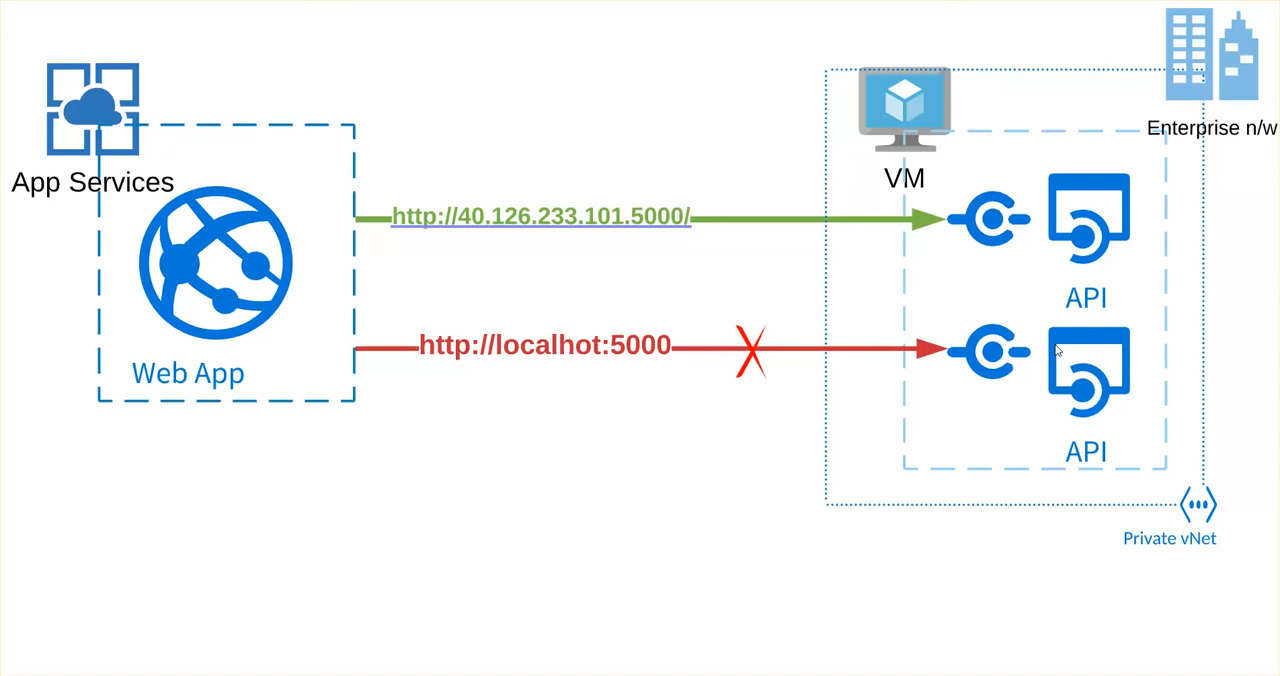 Enterprise n/w
App Services
VM
http://40.126.233.101.5000/
API
http://localhot:5000
Web App
API
Private vNet